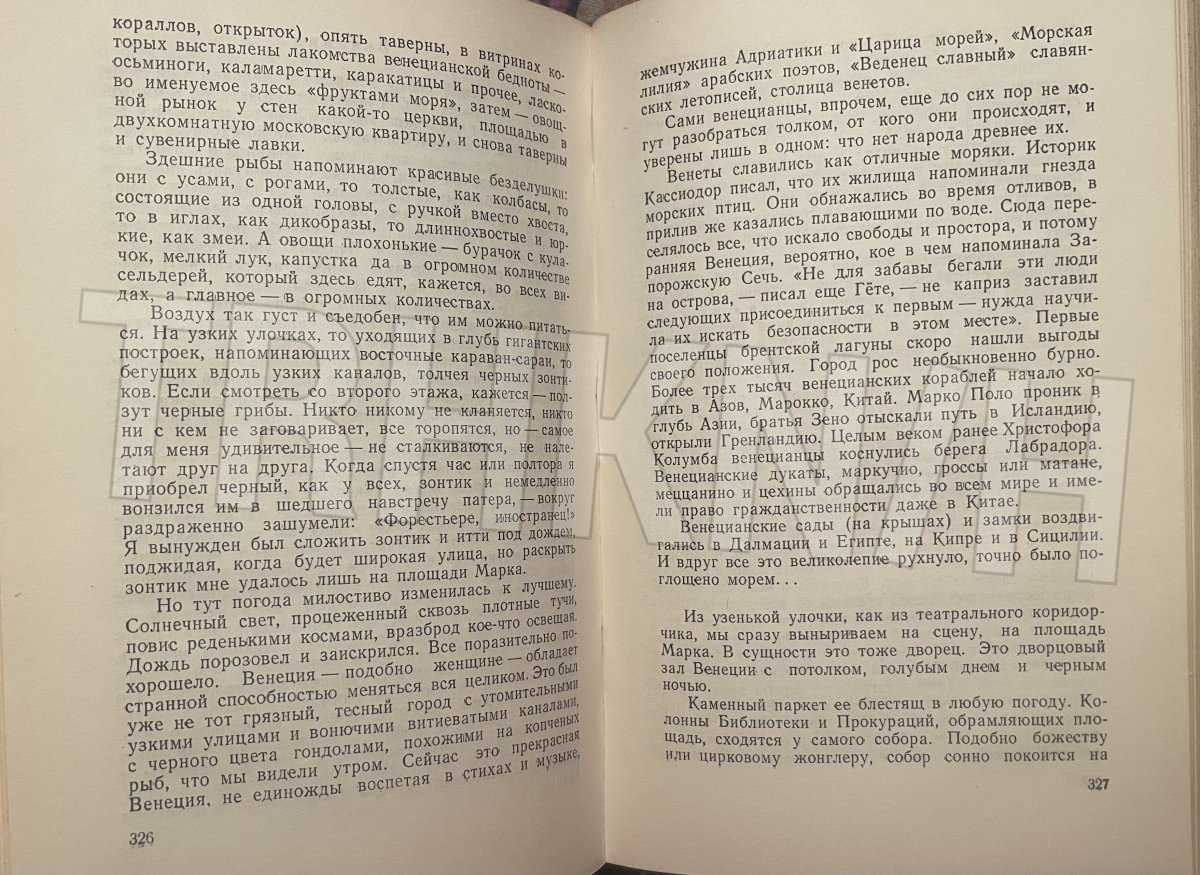 кораллов, открыток), опять таверны, в витринах ко-
торых выставлены лакомства венецианской бедноты —
осьминоги, каламаретти, каракатицы и прочее, ласко-
во именуемое здесь «фруктами моря», затем — овощ-
ной рынок у стен какой-то церкви, площадью в
двухкомнатную московскую квартиру, и снова таверны
и сувенирные лавки.
Здешние рыбы напоминают красивые безделушки:
они с усами, с рогами, то толстые, как колбасы, то
состоящие из одной головы, с ручкой вместо хвоста,
то в иглах, как дикобразы, то длиннохвостые и юр-
кие, как змеи. А овощи плохонькие — бурачок с кула-
чок, мелкий лук, капустка да в огромном количестве
сельдерей, который здесь едят, кажется, во всех ви-
дах, а главное — в огромных количествах.
Воздух так густ и съедобен, что им можно питать-
ся. На узких улочках, то уходящих в глубь гигантских
построек, напоминающих восточные караван-сараи, то
бегущих вдоль узких каналов, толчея черных зонти-
ков. Если смотреть со второго этажа, кажется — пол-
зут черные грибы. Никто никому не кланяется, никто
ни с кем не заговаривает, все торопятся, но — самое
для меня удивительное — не сталкиваются, не нале-
тают друг на друга. Когда спустя час или полтора я
приобрел черный, как у всех, зонтик и немедленно
вонзился им в шедшего навстречу патера, — вокруг
раздраженно зашумели: «Форестьере, иностранец!»
Я вынужден был сложить зонтик и итти под дождем,
поджидая, когда будет широкая улица, но раскрыть
зонтик мне удалось лишь на площади Марка.
Но тут погода милостиво изменилась к лучшему.
Солнечный свет, процеженный сквозь плотные тучи,
повис реденькими космами, вразброд кое-что освещая.
Дождь порозовел и заискрился. Все поразительно по-
хорошело. Венеция — подобно женщине — обладает
странной способностью меняться вся целиком. Это был
уже не тот грязный, тесный город с утомительными
узкими улицами и вонючими витиеватыми каналами,
с черного цвета гондолами, похожими на копченых
рыб, что мы видели утром. Сейчас это прекрасная
Венеция, не единожды воспетая в стихах и музыке,
326
жемчужина Адриатики и «Царица морей», «Морская
лилия» арабских поэтов, «Веденец славный» славян-
ских летописей, столица венетов.
Сами венецианцы, впрочем, еще до сих пор не мо-
гут разобраться толком, от кого они происходят, и
уверены лишь в одном: что нет народа древнее их.
Венеты славились как отличные моряки. Историк
Кассиодор писал, что их жилища напоминали гнезда
морских птиц. Они обнажались во время отливов, в
прилив же казались плавающими по воде. Сюда пере-
селялось все, что искало свободы и простора, и потому
ранняя Венеция, вероятно, кое в чем напоминала За-
порожскую Сечь. «Не для забавы бегали эти люди
на острова, — писал еще Гёте, — не каприз заставил
следующих присоединиться к первым — нужда научи-
ла их искать безопасности в этом месте». Первые
поселенцы брентской лагуны скоро нашли выгоды
своего положения. Город рос необыкновенно бурно.
Более трех тысяч венецианских кораблей начало хо-
дить в Азов, Марокко, Китай. Марко Поло проник в
глубь Азии, братья Зено отыскали путь в Исландию,
открыли Гренландию. Целым веком ранее Христофора
Колумба венецианцы коснулись берега Лабрадора.
Венецианские дукаты, маркучио, гроссы или матане,
меццанино и цехины обращались во всем мире и име-
ли право гражданственности даже в Китае.
Венецианские сады (на крышах) и замки воздви-
гались в Далмации и Египте, на Кипре и в Сицилии.
И вдруг все это великолепие рухнуло, точно было по-
глощено морем...
Из узенькой улочки, как из театрального коридор-
чика, мы сразу выныриваем на сцену, на площадь
Марка. В сущности это тоже дворец. Это дворцовый
зал Венеции с потолком, голубым днем и черным
ночью.
Каменный паркет ее блестящ в любую погоду. Ко-
лонны Библиотеки и Прокураций, обрамляющих пло-
щадь, сходятся у самого собора. Подобно божеству
или цирковому жонглеру, собор сонно покоится на
327